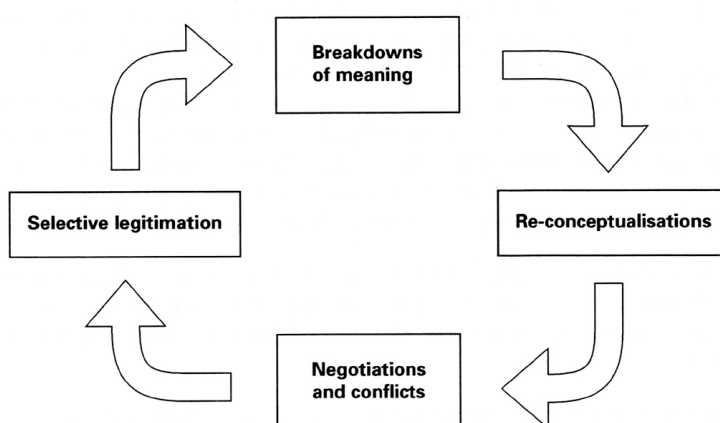 Breakdowns
of meaning
Selective legitimation
Re-conceptualisations
Negotiations
and conflicts